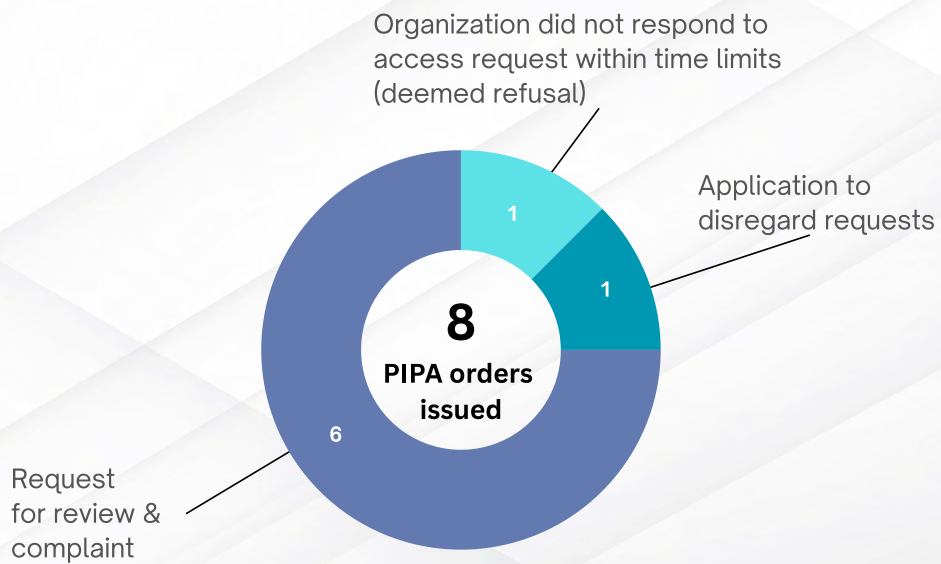 Organization did not respond to
access request within time limits
(deemed refusal)
Application to
disregard requests
1
1
8
PIPA orders
issued
6
Request
for review &
complaint